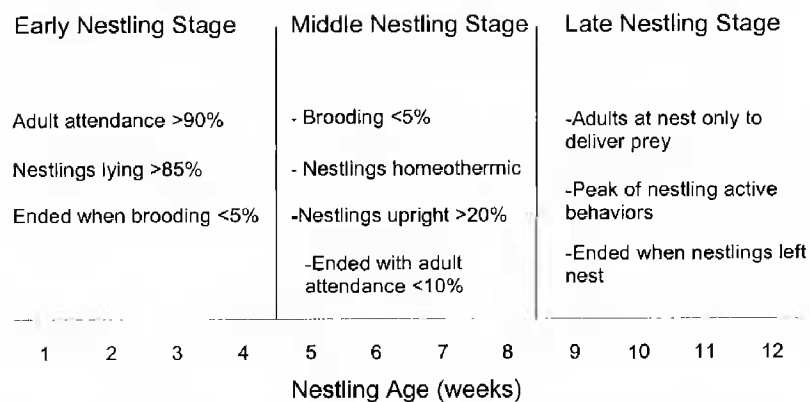 Early Nestling Stage
Adult attendance >90%
Nestlings lying >85%
Ended when brooding <5%
Middle Nestling Stage
- Brooding <5%
- Nestlings homeothermic
-Nestlings upright >20%
-Ended with adult
attendance <10%
Late Nestling Stage
-Adults at nest only to
deliver prey
-Peak of nestling active
behaviors
-Ended when nestlings left
nest
1 2 3 4 5 6 7 8 9 10 11 12
Nestling Age (weeks)